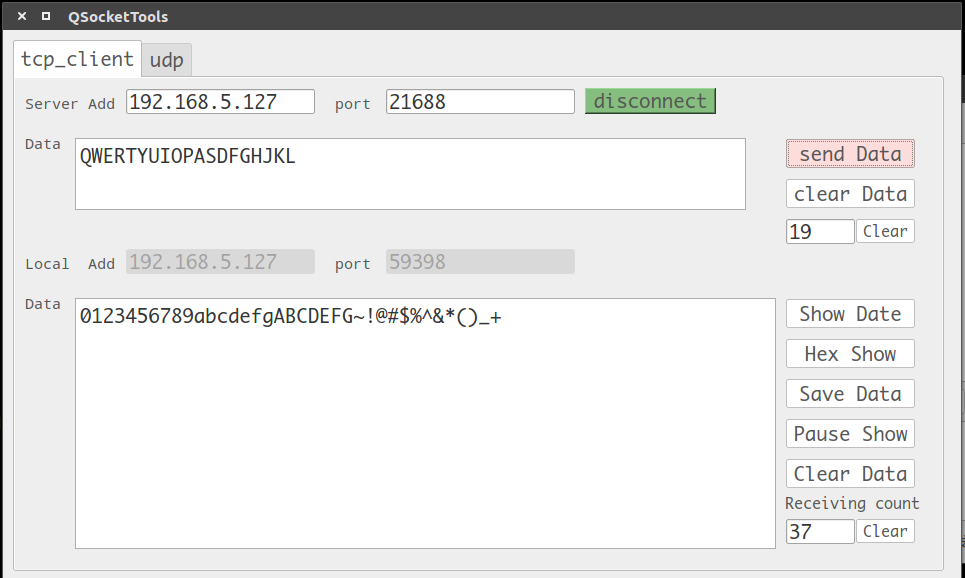 QSocketTools
tcp_client udp
Server Add 192.168.5.127 port 21688 disconnect
Data QWERTYUIOPASDFGHJKL send Data
clear Data
19 Clear
Local Add 192.168.5.127 port 59398
Data 0123456789abcdefgABCDEFG~!@#$%^&*()_+ Show Date
Hex Show
Save Data
Pause Show
Clear Data
Receiving count
37 Clear